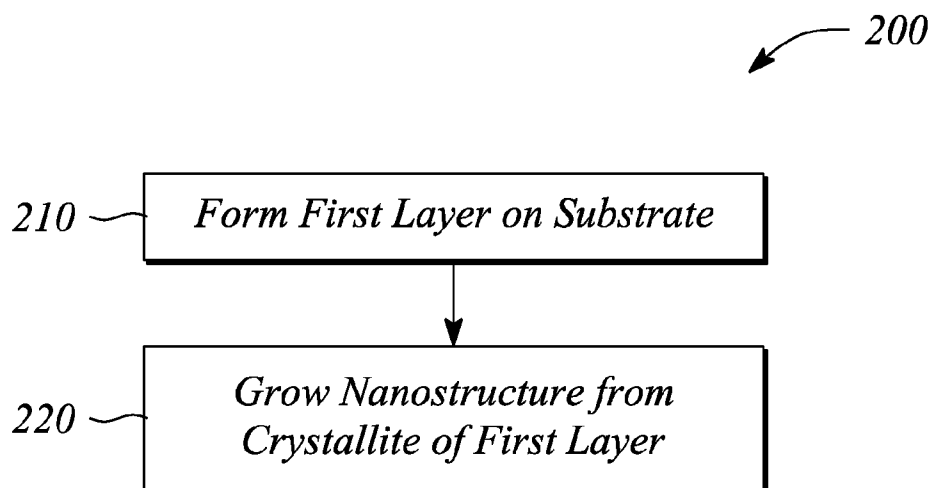 200
210
Form First Layer on Substrate
220
Grow Nanostructure from
Crystallite of First Layer